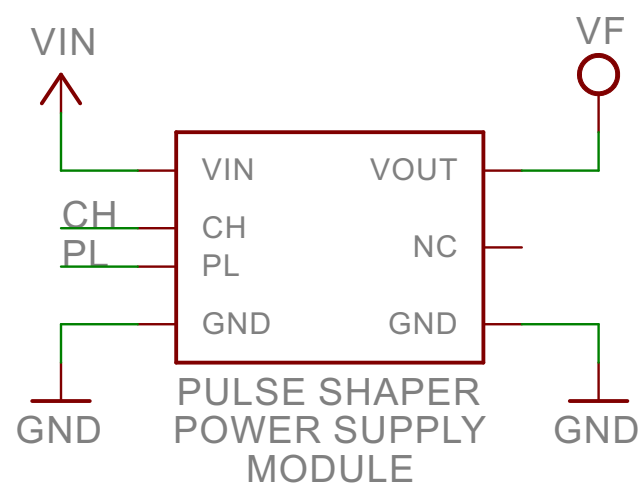 VIN
VF
VIN
VOUT
CH
CH
NC
PL
PL
GND
GND
GND
GND
PULSE SHAPER
POWER SUPPLY
MODULE